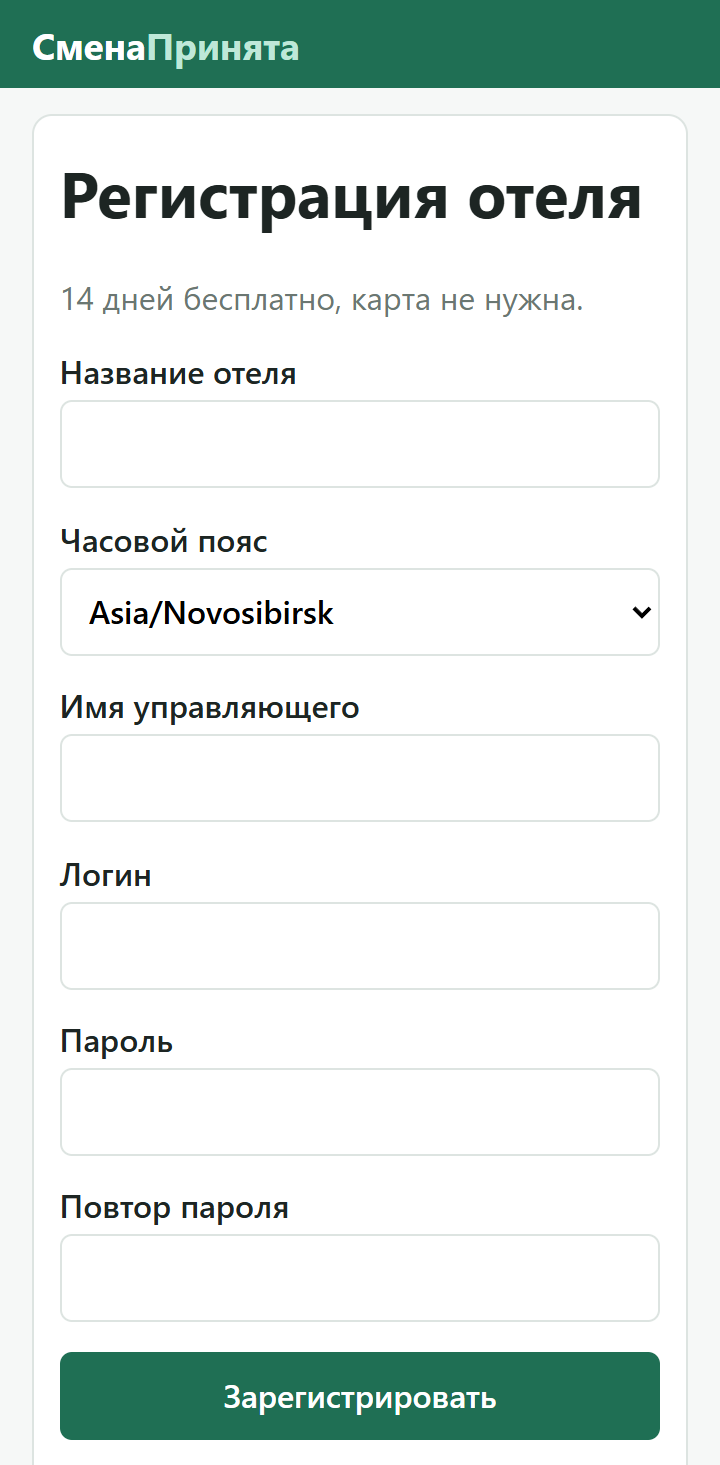 СменаПринята
Регистрация отеля
14 дней бесплатно, карта не нужна.
Название отеля
Часовой пояс
Asia/Novosibirsk
Имя управляющего
Логин
Пароль
Повтор пароля
Зарегистрировать